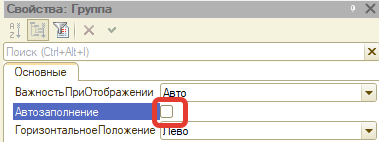 Свойства: Группа
Поиск (Ctrl+Alt+I)
Основные
ВажностьПриОтображении Авто
Автозаполнение
ГоризонтальноеПоложение Лево